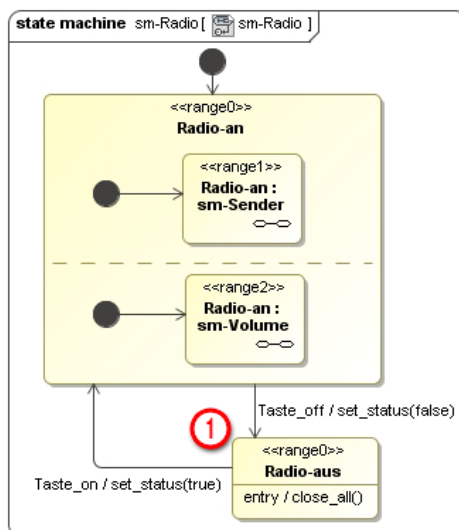 state machine sm-Rado[ sm-Radio ]
<<range0>>
Radio-an
<<range1>>
Radio-an :
sm-Sender
<<range2>>
Radio-an :
sm-Volume
Taste_off / set_status(false)
1
<<range0>>
Radio-aus
Taste_on / set_status(true)
entry / close_all()